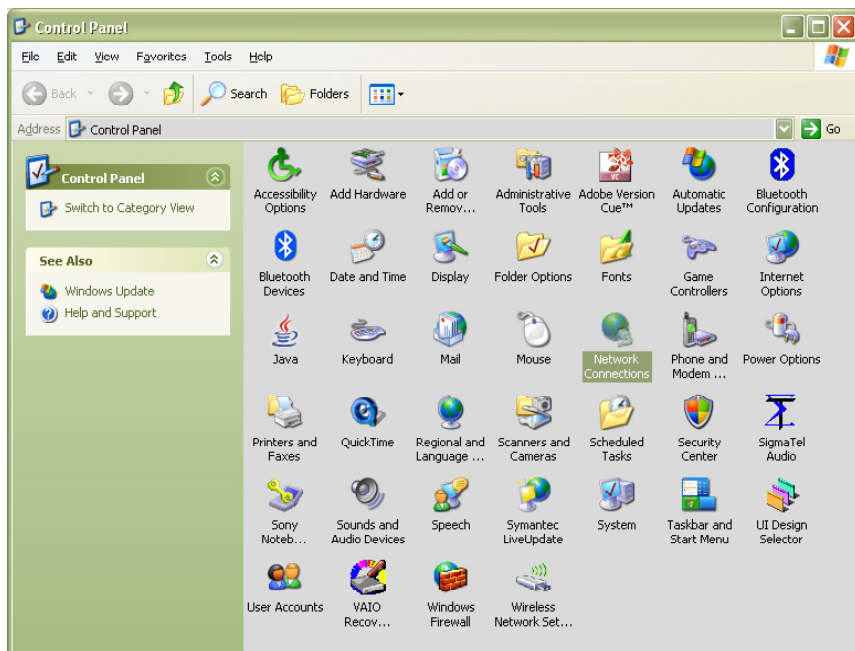 Control Panel
File Edit View Favorites Tools Help
Back Search Folders
Address Control Panel Go
Control Panel
Switch to Category View
See Also
Windows Update
Help and Support
Accessibility Options
Add Hardware
Add or Remov...
Administrative Tools
Adobe Version Cue™
Automatic Updates
Bluetooth Configuration
Bluetooth Devices
Date and Time
Display
Folder Options
Fonts
Game Controllers
Internet Options
Java
Keyboard
Mail
Mouse
Network Connections
Phone and Modem ...
Power Options
Printers and Faxes
QuickTime
Regional and Language ...
Scanners and Cameras
Scheduled Tasks
Security Center
SigmaTel Audio
Sony Noteb...
Sounds and Audio Devices
Speech
Symantec LiveUpdate
System
Taskbar and Start Menu
UI Design Selector
User Accounts
VAIO Recov...
Windows Firewall
Wireless Network Set...